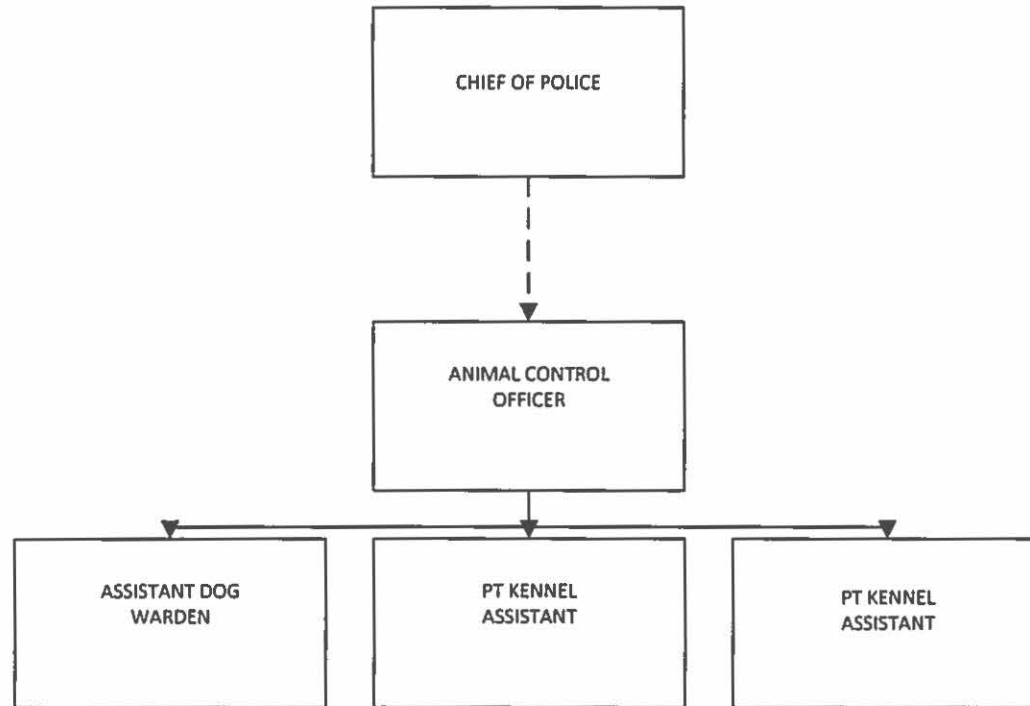 CHIEF OF POLICE
ANIMAL CONTROL
OFFICER
ASSISTANT DOG
WARDEN
PT KENNEL
ASSISTANT
PT KENNEL
ASSISTANT